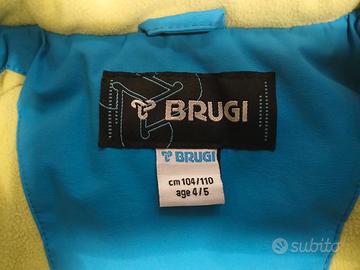 BRUGI
BRUGI
cm 104/110
age 4/5
subito